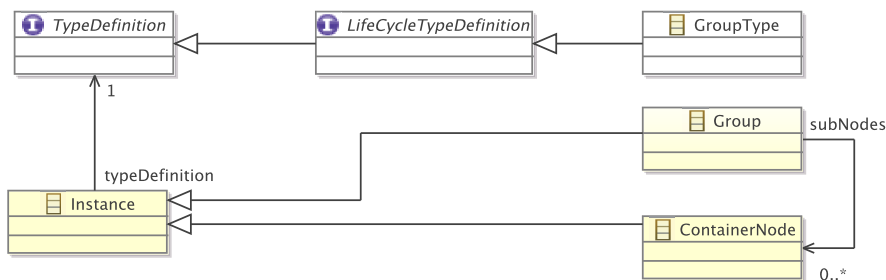 I TypeDefinition
I LifeCycleTypeDefinition
GroupType
1
Group
subNodes
typeDefinition
Instance
ContainerNode
0..*